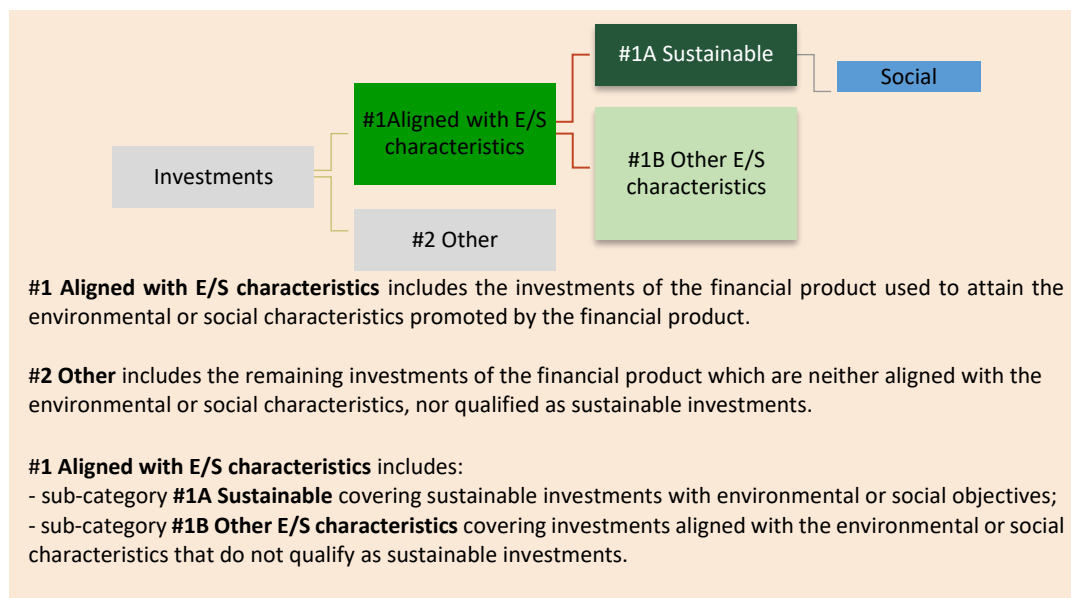 #1A Sustainable
Social
#1Aligned with E/S
characteristics
#1B Other E/S
characteristics
Investments
#2 Other
#1 Aligned with E/S characteristics includes the investments of the financial product used to attain the
environmental or social characteristics promoted by the financial product.
#2 Other includes the remaining investments of the financial product which are neither aligned with the
environmental or social characteristics, nor qualified as sustainable investments.
#1 Aligned with E/S characteristics includes:
- sub-category #1A Sustainable covering sustainable investments with environmental or social objectives;
- sub-category #1B Other E/S characteristics covering investments aligned with the environmental or social
characteristics that do not qualify as sustainable investments.